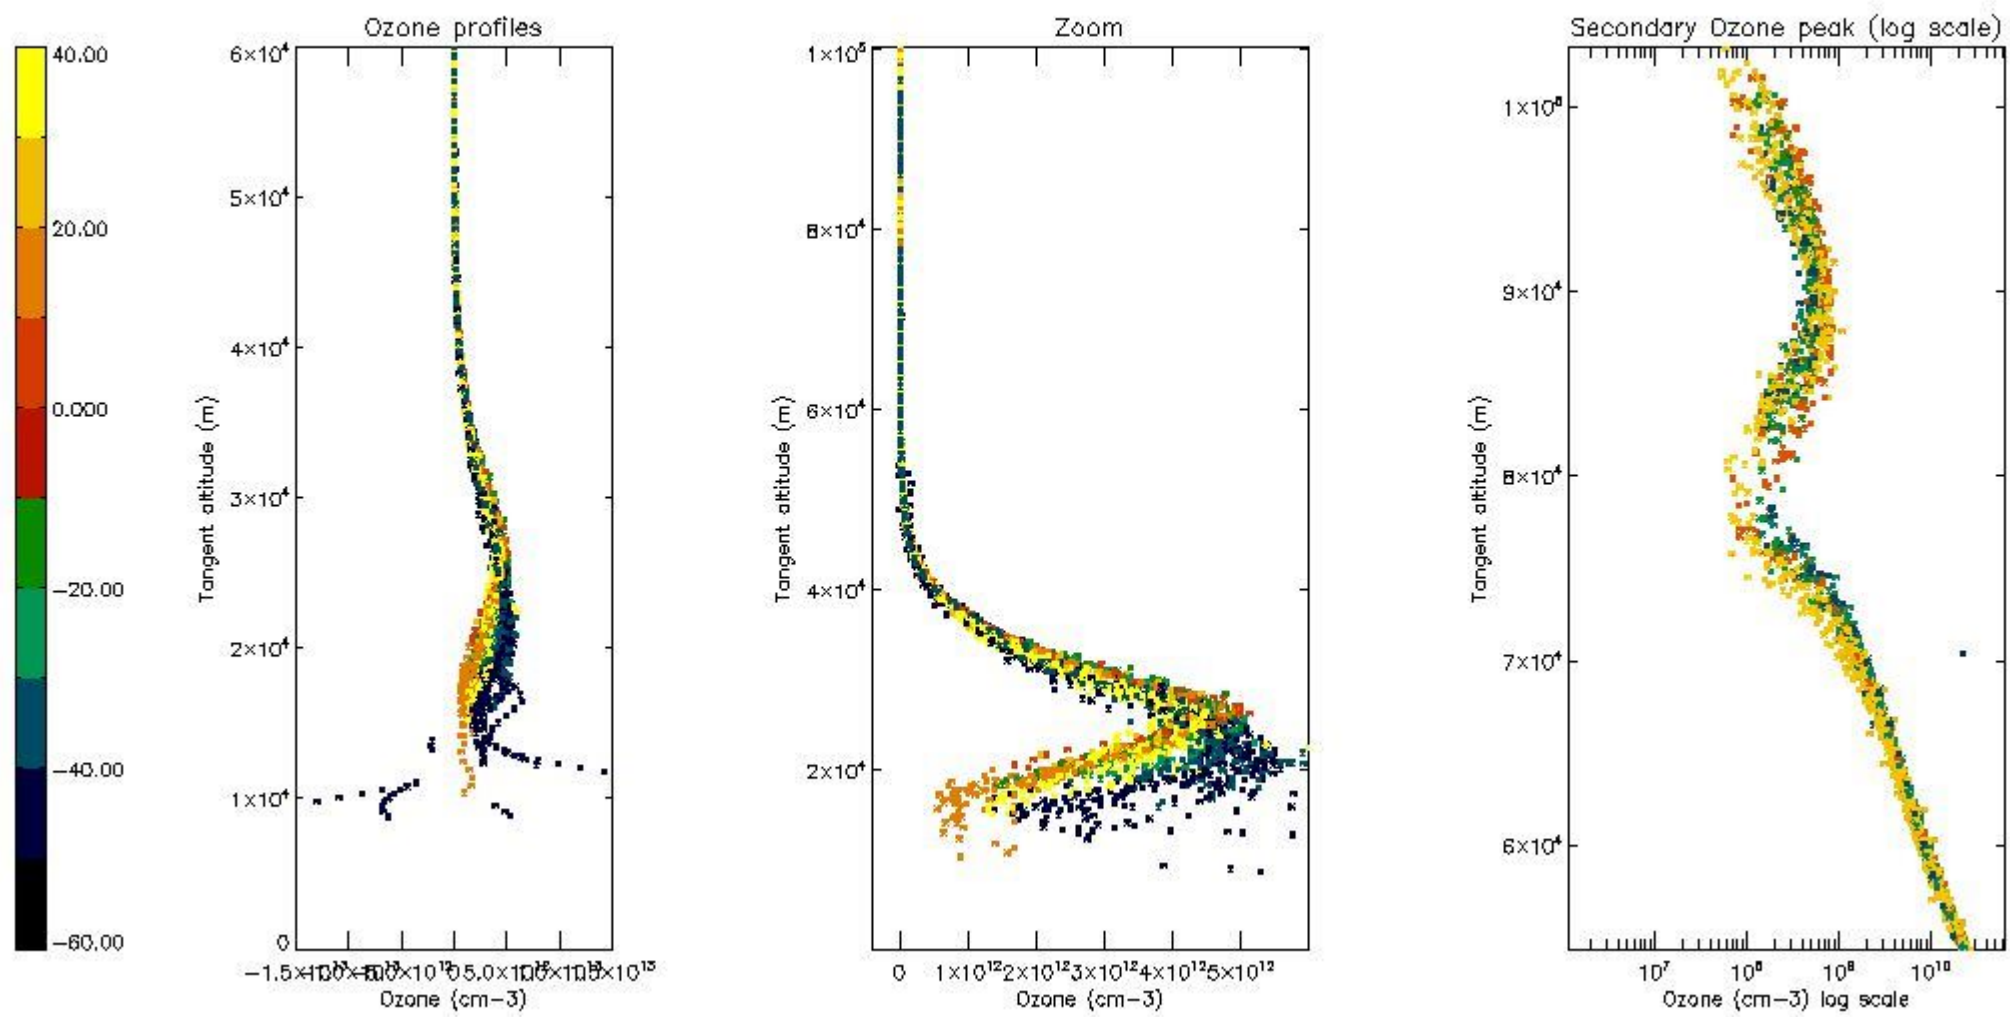 Ozone profiles
Zoom
Secondary Ozone peak (log scale)
40.00
20.00
0.000
−20.00
−40.00
−60.00
6×10⁴
5×10⁴
4×10⁴
3×10⁴
2×10⁴
1×10⁴
0
Tangent altitude (m)
Ozone (cm−3)
1×10⁵
8×10⁴
6×10⁴
4×10⁴
2×10⁴
Tangent altitude (m)
0 1×10¹² 2×10¹² 3×10¹² 4×10¹² 5×10¹²
Ozone (cm−3)
9×10⁴
8×10⁴
7×10⁴
6×10⁴
Tangent altitude (m)
10⁷ 10⁸ 10⁹ 10¹⁰
Ozone (cm−3) log scale